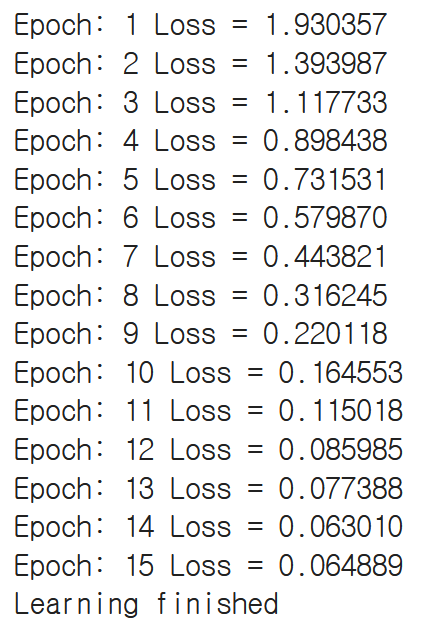 Epoch: 1 Loss = 1.930357
Epoch: 2 Loss = 1.393987
Epoch: 3 Loss = 1.117733
Epoch: 4 Loss = 0.898438
Epoch: 5 Loss = 0.731531
Epoch: 6 Loss = 0.579870
Epoch: 7 Loss = 0.443821
Epoch: 8 Loss = 0.316245
Epoch: 9 Loss = 0.220118
Epoch: 10 Loss = 0.164553
Epoch: 11 Loss = 0.115018
Epoch: 12 Loss = 0.085985
Epoch: 13 Loss = 0.077388
Epoch: 14 Loss = 0.063010
Epoch: 15 Loss = 0.064889
Learning finished